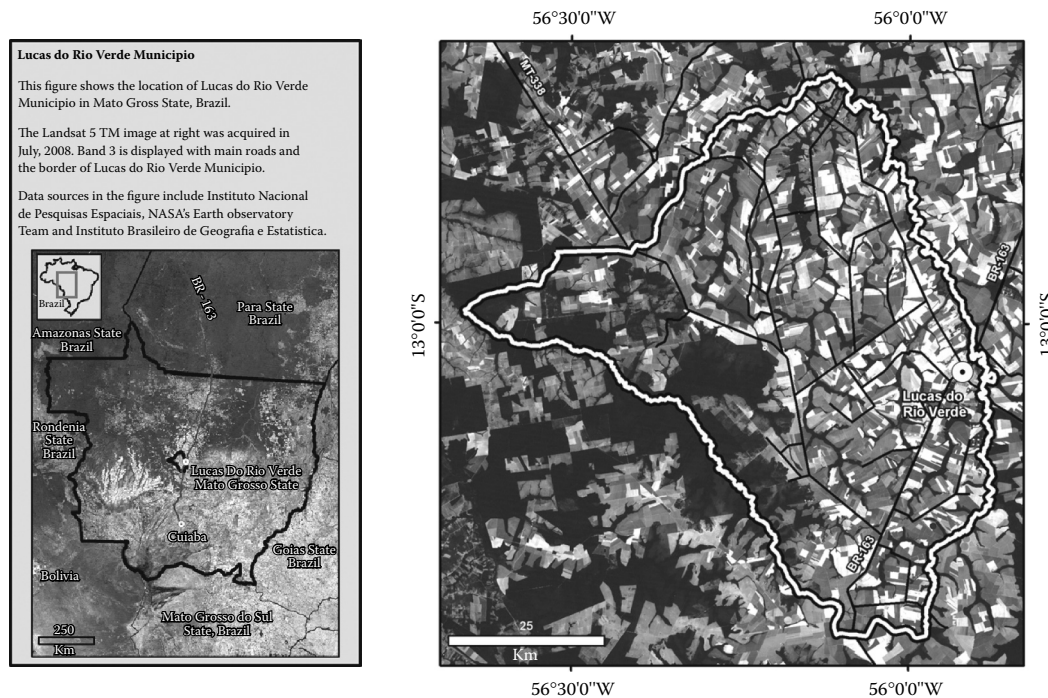 Lucas do Rio Verde Municipio
This figure shows the location of Lucas do Rio Verde
Municipio in Mato Gross State, Brazil.
The Landsat 5 TM image at right was acquired in
July, 2008. Band 3 is displayed with main roads and
the border of Lucas do Rio Verde Municipio.
Data sources in the figure include Instituto Nacional
de Pesquisas Espaciais, NASA's Earth observatory
Team and Instituto Brasileiro de Geografia e Estatistica.
Brazil
BR - 163
Para State
Brazil
Amazonas State
Brazil
Rondenia
State
Brazil
Lucas Do Rio Verde
Mato Grosso State
Cuiaba
Goias State
Brazil
Bolivia
Mato Grosso do Sul
State, Brazil
250
Km
56°30'0"W
56°0'0"W
MT-338
BR-163
13°0'0"S
13°0'0"S
Lucas do
Rio Verde
BR-163
25
Km
56°30'0"W
56°0'0"W